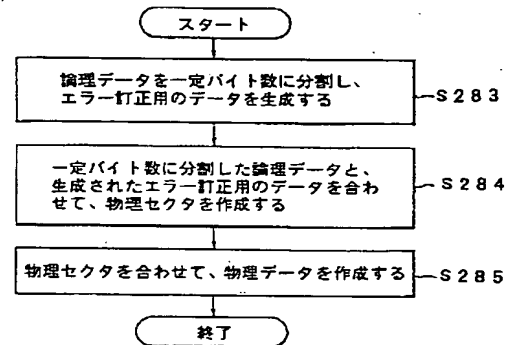 スタート
論理データを一定バイト数に分割し、
エラー訂正用のデータを生成する
S283
一定バイト数に分割した論理データと、
生成されたエラー訂正用のデータを合わ
せて、物理セクタを作成する
S284
物理セクタを合わせて、物理データを作成する
S285
終了